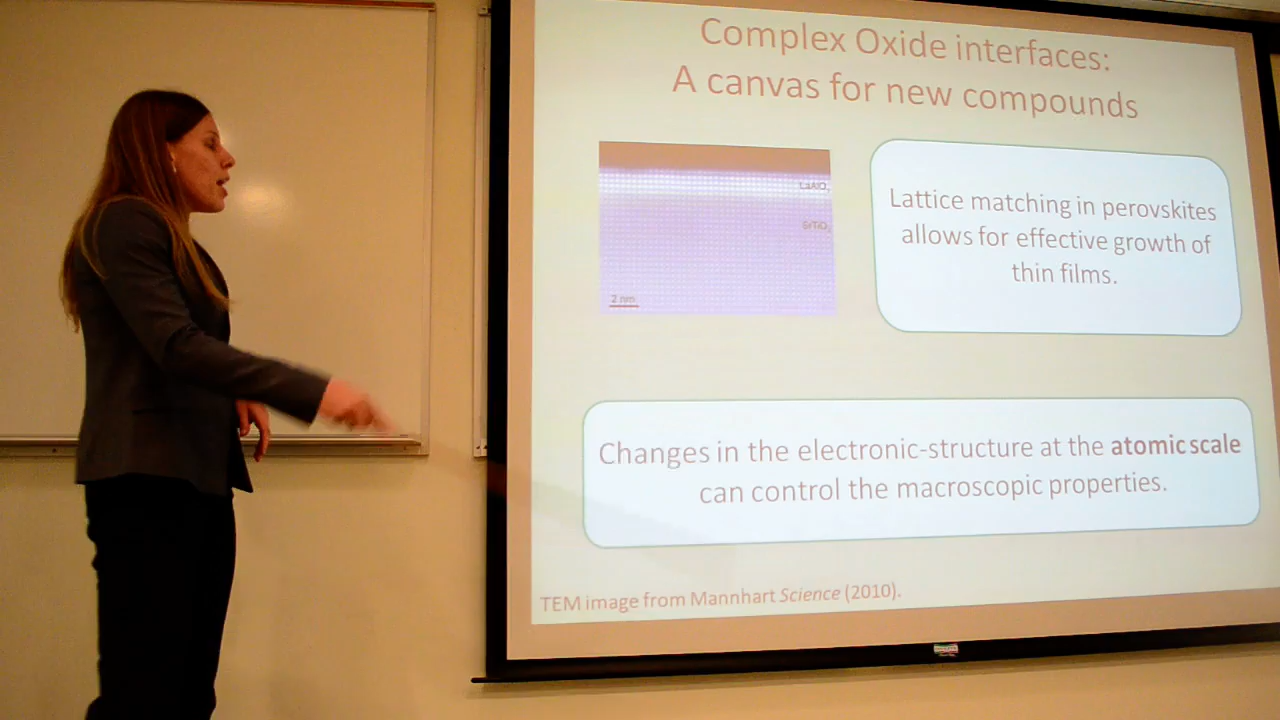 Complex Oxide interfaces:
A canvas for new compounds
LaAlO3
SrTiO3
2 nm
Lattice matching in perovskites
allows for effective growth of
thin films.
Changes in the electronic-structure at the atomic scale
can control the macroscopic properties.
TEM image from Mannhart Science (2010).